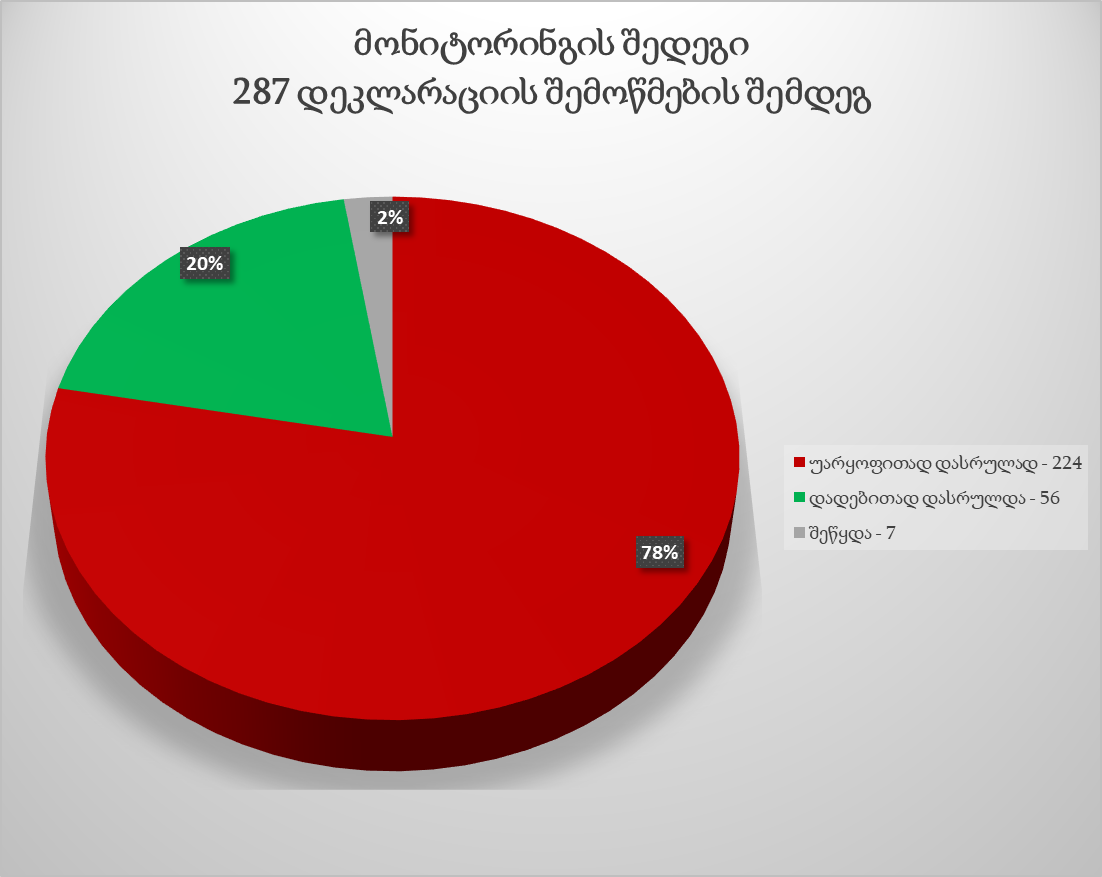 მონიტორინგის შედეგი
287 დეკლარაციის შემოწმების შემდეგ
2%
20%
78%
უარყოფითად დასრულად - 224
დადებითად დასრულდა - 56
შეწყდა - 7